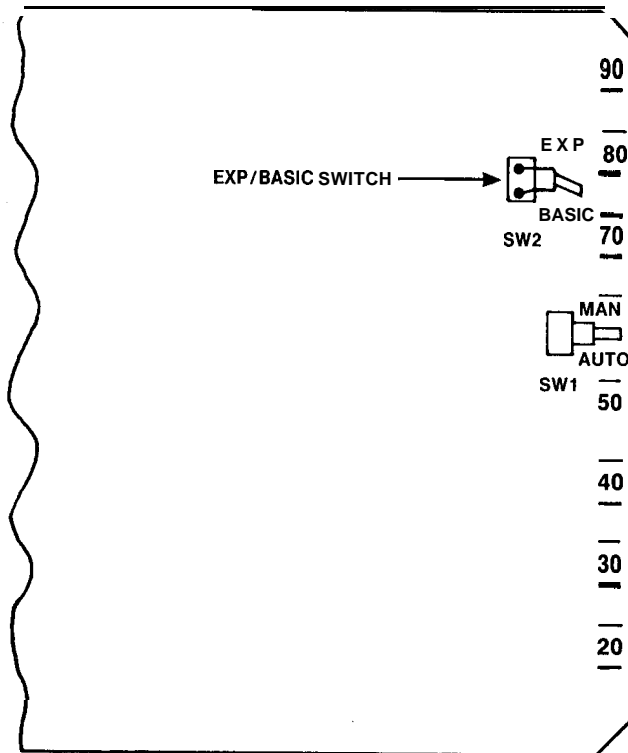 90
EXP
80
EXP/BASIC SWITCH
BASIC
SW2
70
MAN
AUTO
SW1
50
40
30
20